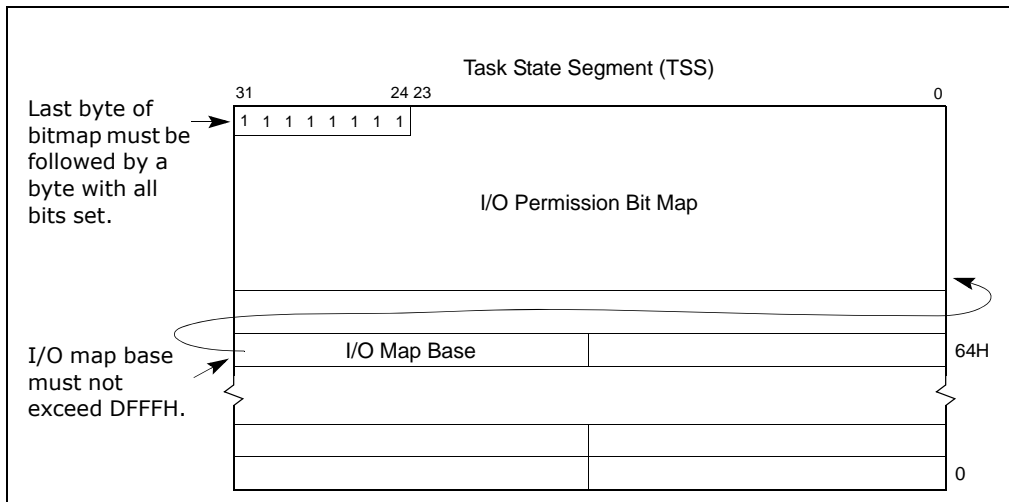 Task State Segment (TSS)
31 24 23 0
Last byte of
bitmap must be
followed by a
byte with all
bits set.
1 1 1 1 1 1 1 1
I/O Permission Bit Map
I/O map base
must not
exceed DFFFH.
I/O Map Base
64H
0